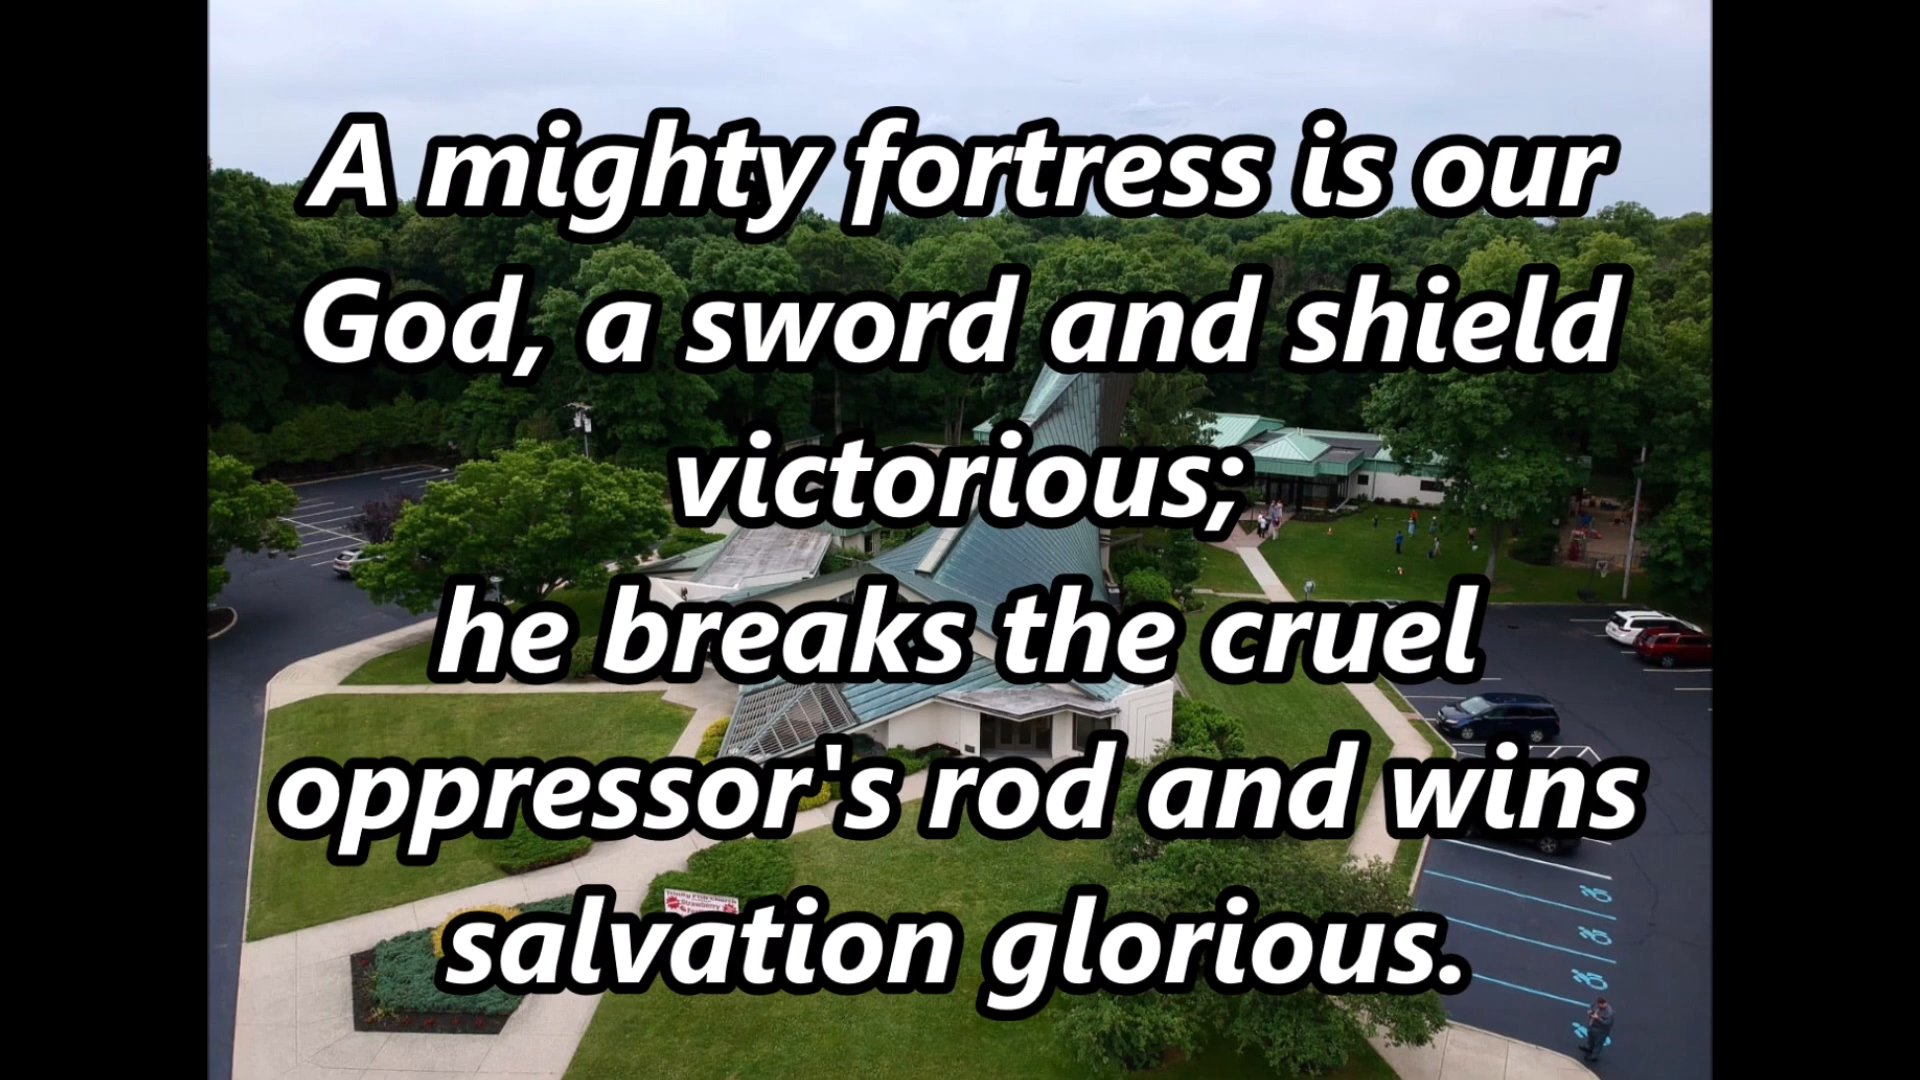 A mighty fortress is our
God, a sword and shield
victorious;
he breaks the cruel
oppressor's rod and wins
salvation glorious.
Strawberry